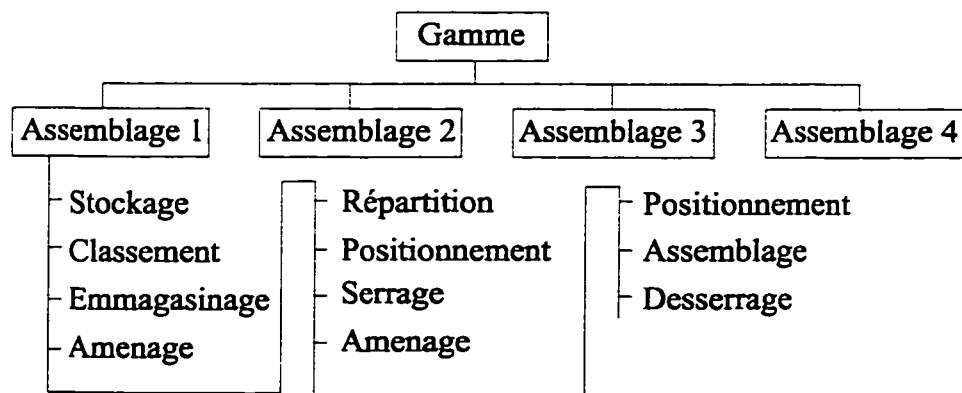 Gamme
Assemblage 1 Assemblage 2 Assemblage 3 Assemblage 4
Stockage
Classement
Emmagasinage
Amenage
Répartition
Positionnement
Serrage
Amenage
Positionnement
Assemblage
Desserrage